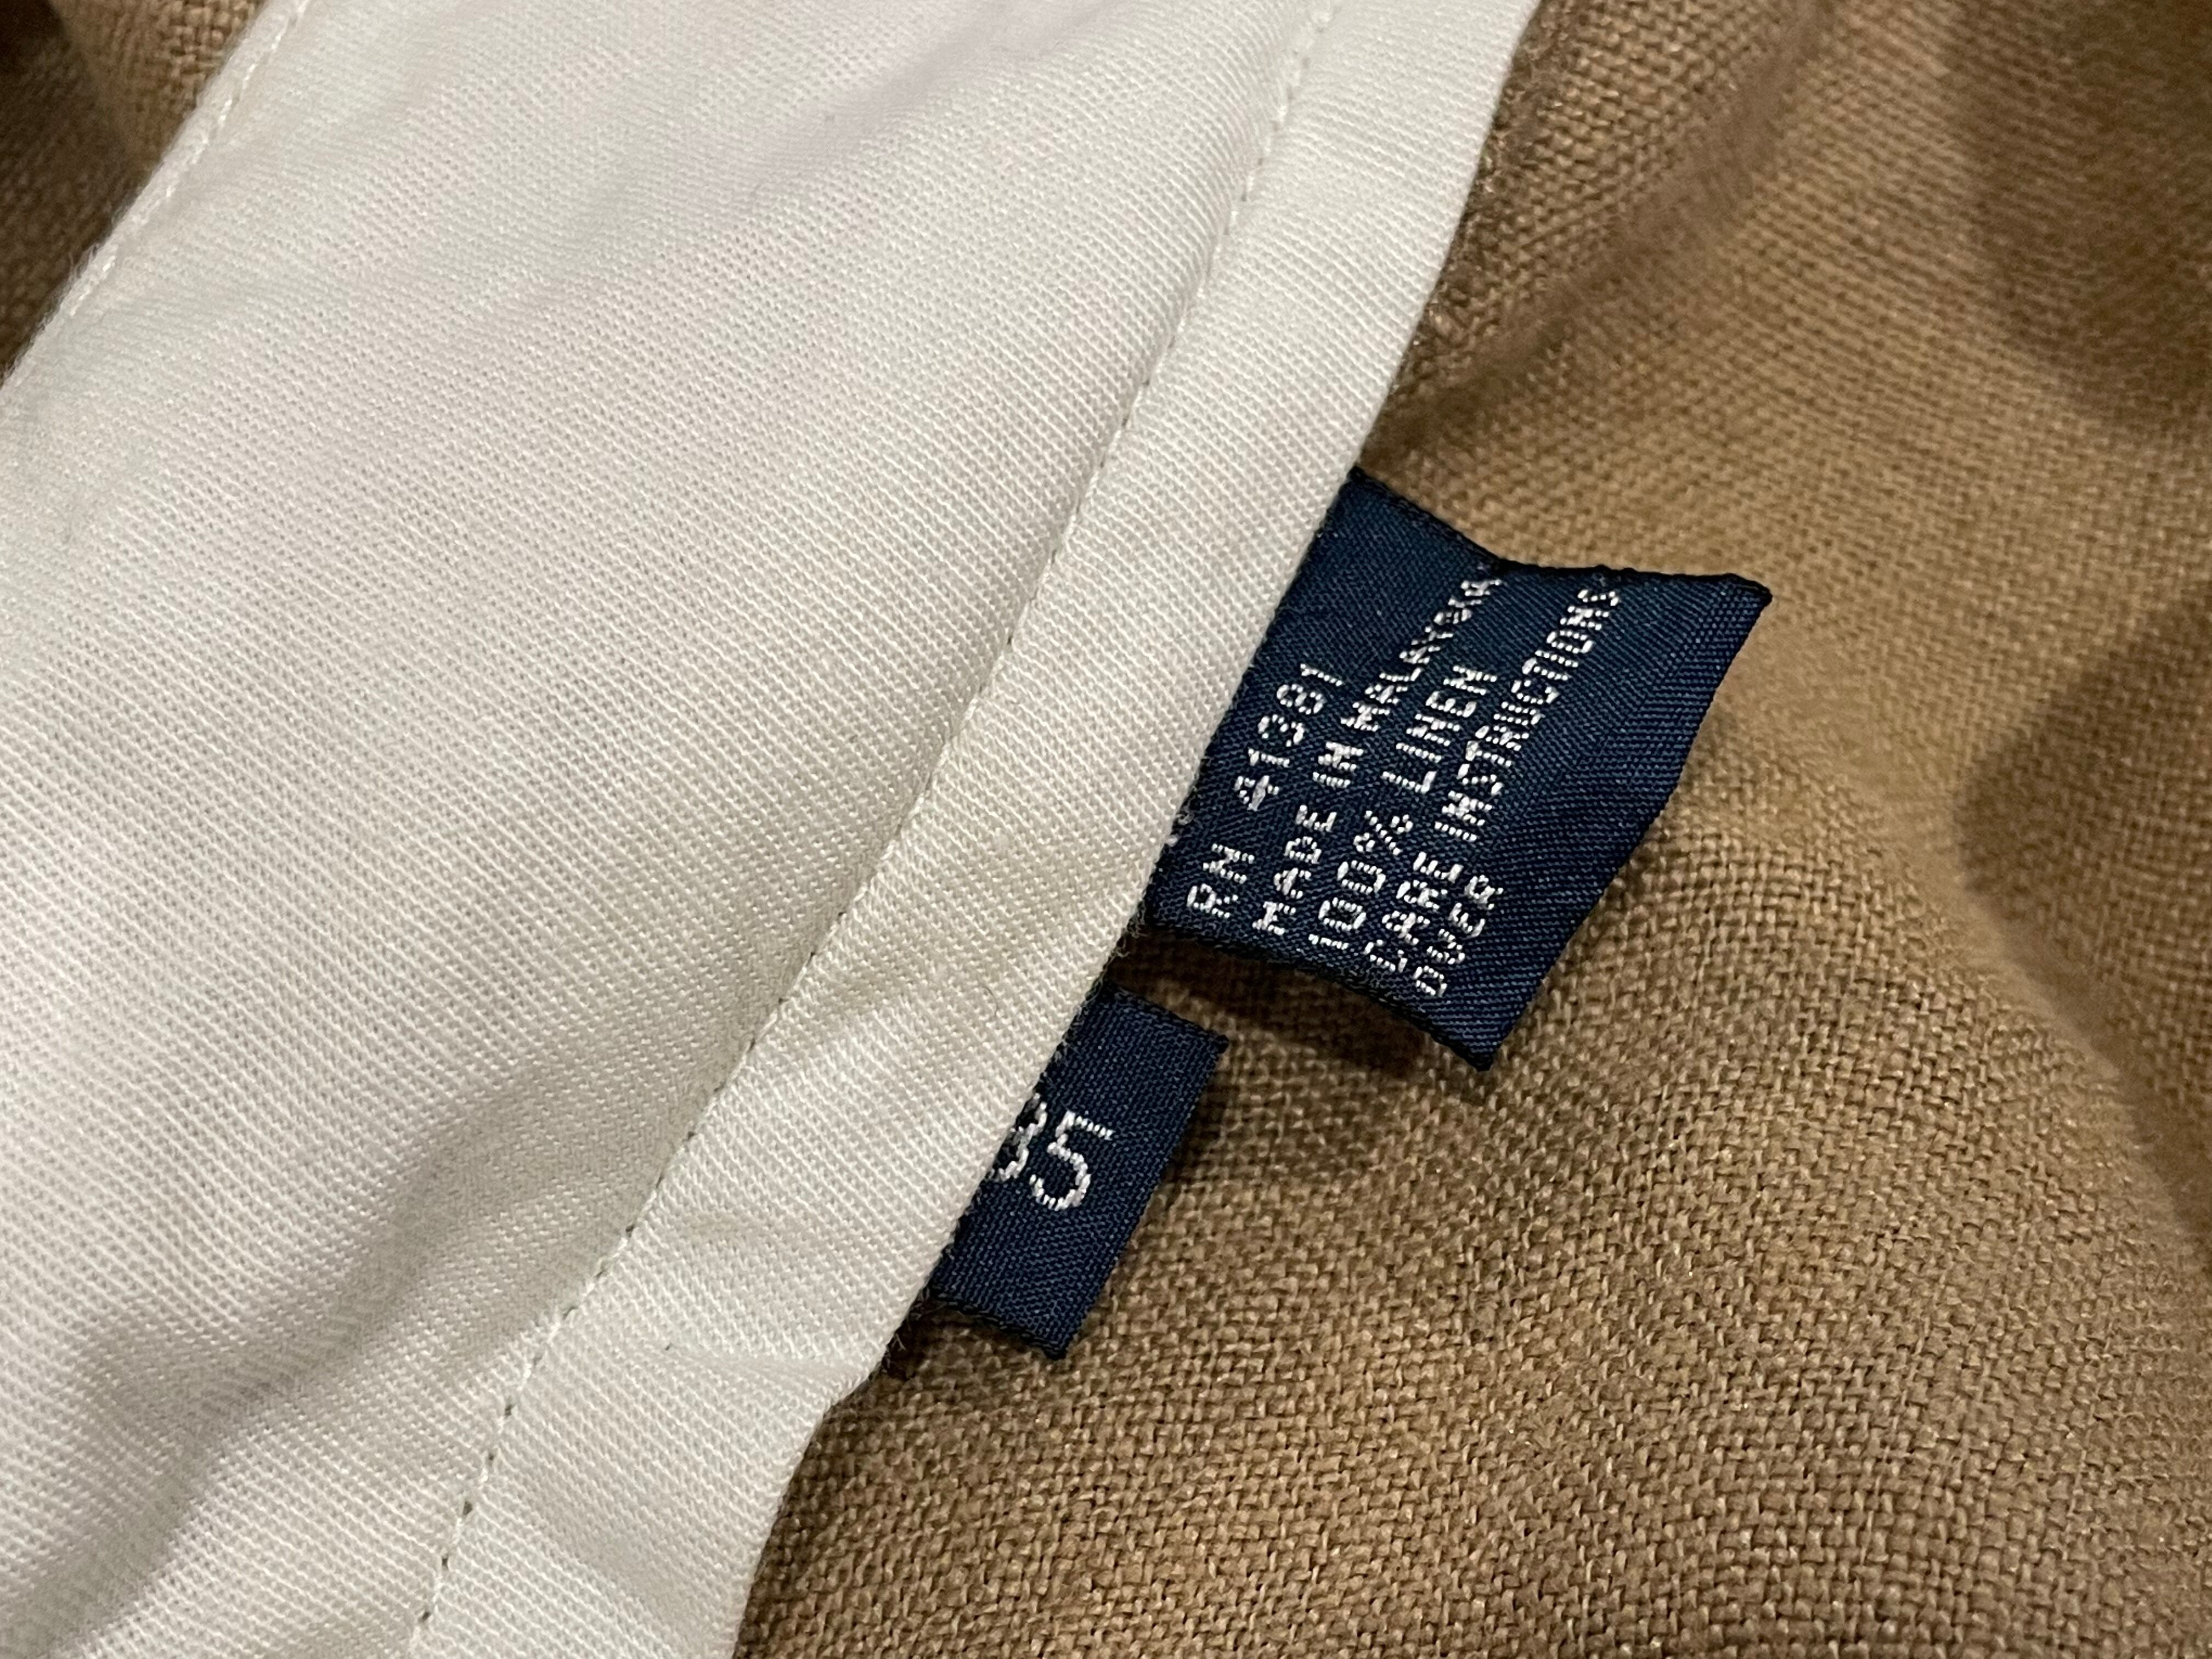 RN 41381
MADE IN MALAYSIA
100% LINEN
CARE INSTRUCTIONS
OVER
35